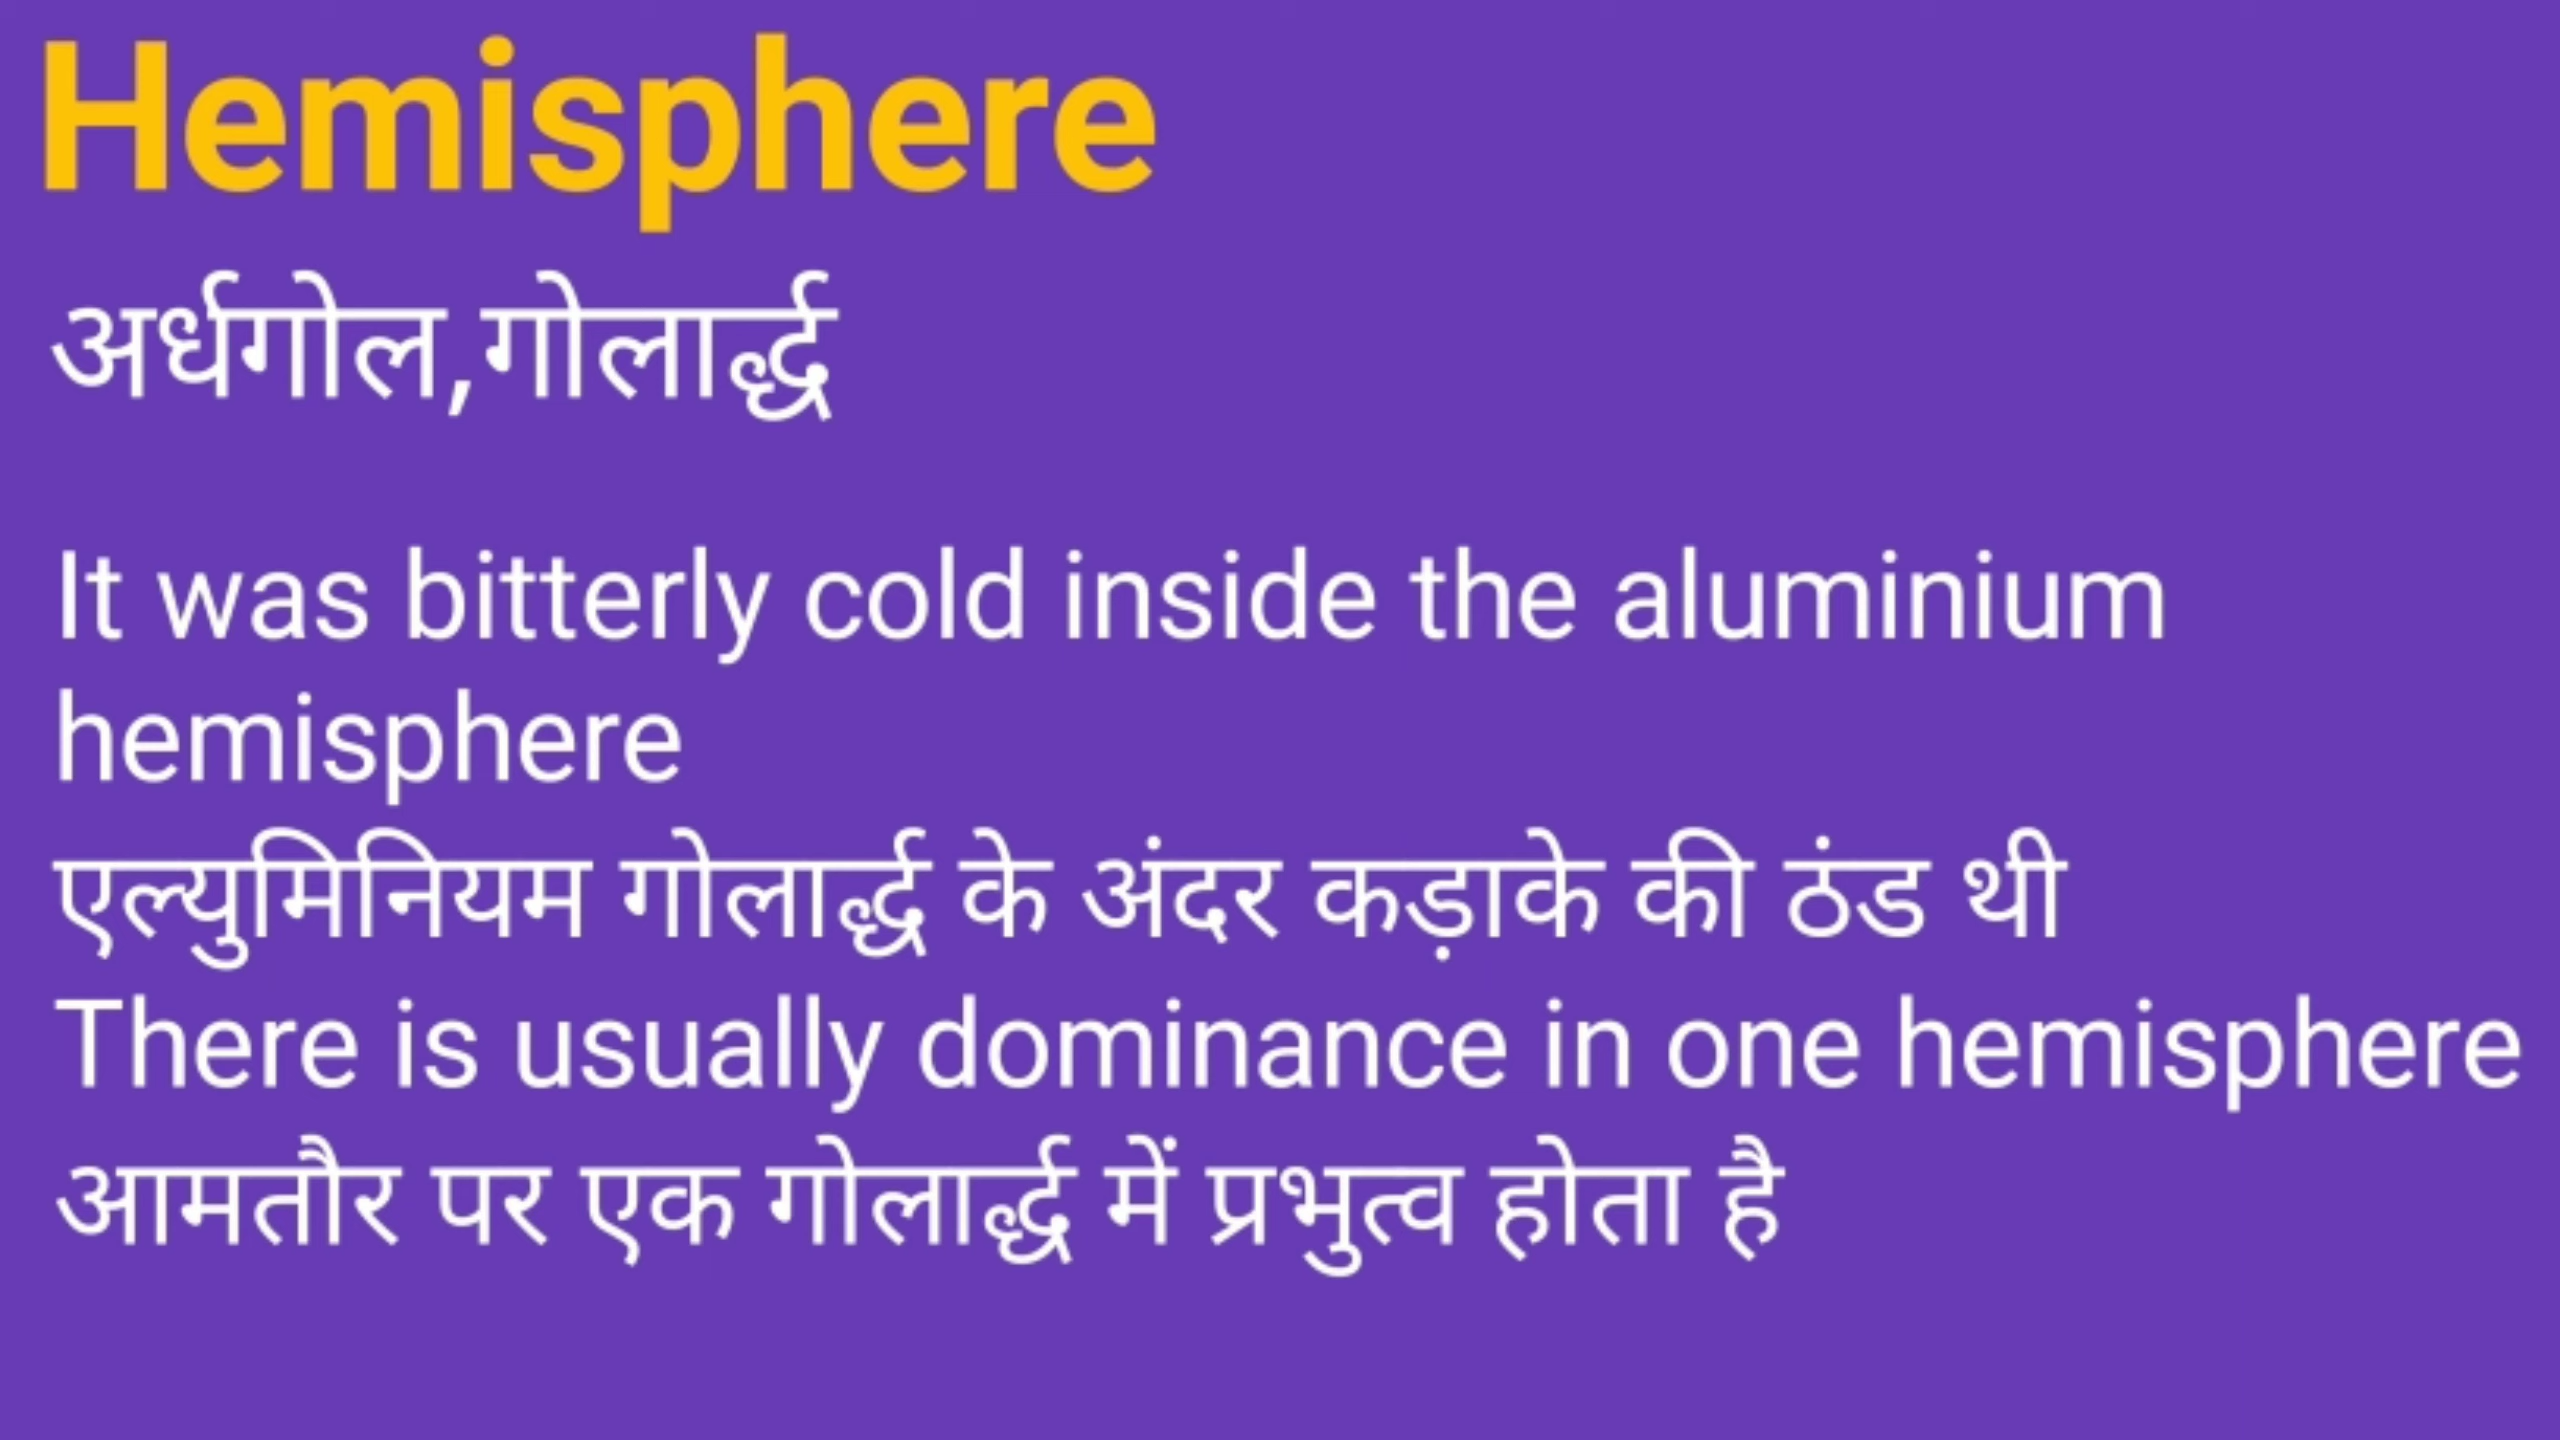 Hemisphere
अर्धगोल,गोलार्द्ध
It was bitterly cold inside the aluminium
hemisphere
एल्युमिनियम गोलार्द्ध के अंदर कड़ाके की ठंड थी
There is usually dominance in one hemisphere
आमतौर पर एक गोलार्द्ध में प्रभुत्व होता है